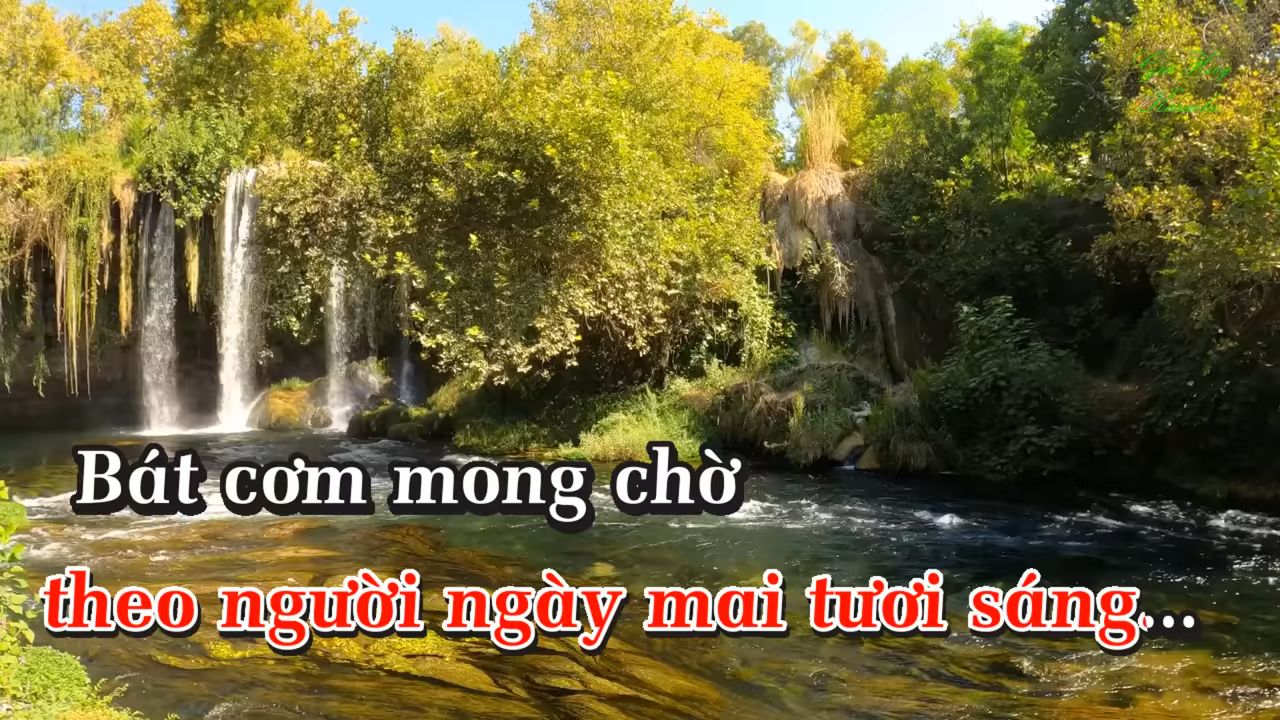 Bát cơm mong chờ
theo người ngày mai tươi sáng...